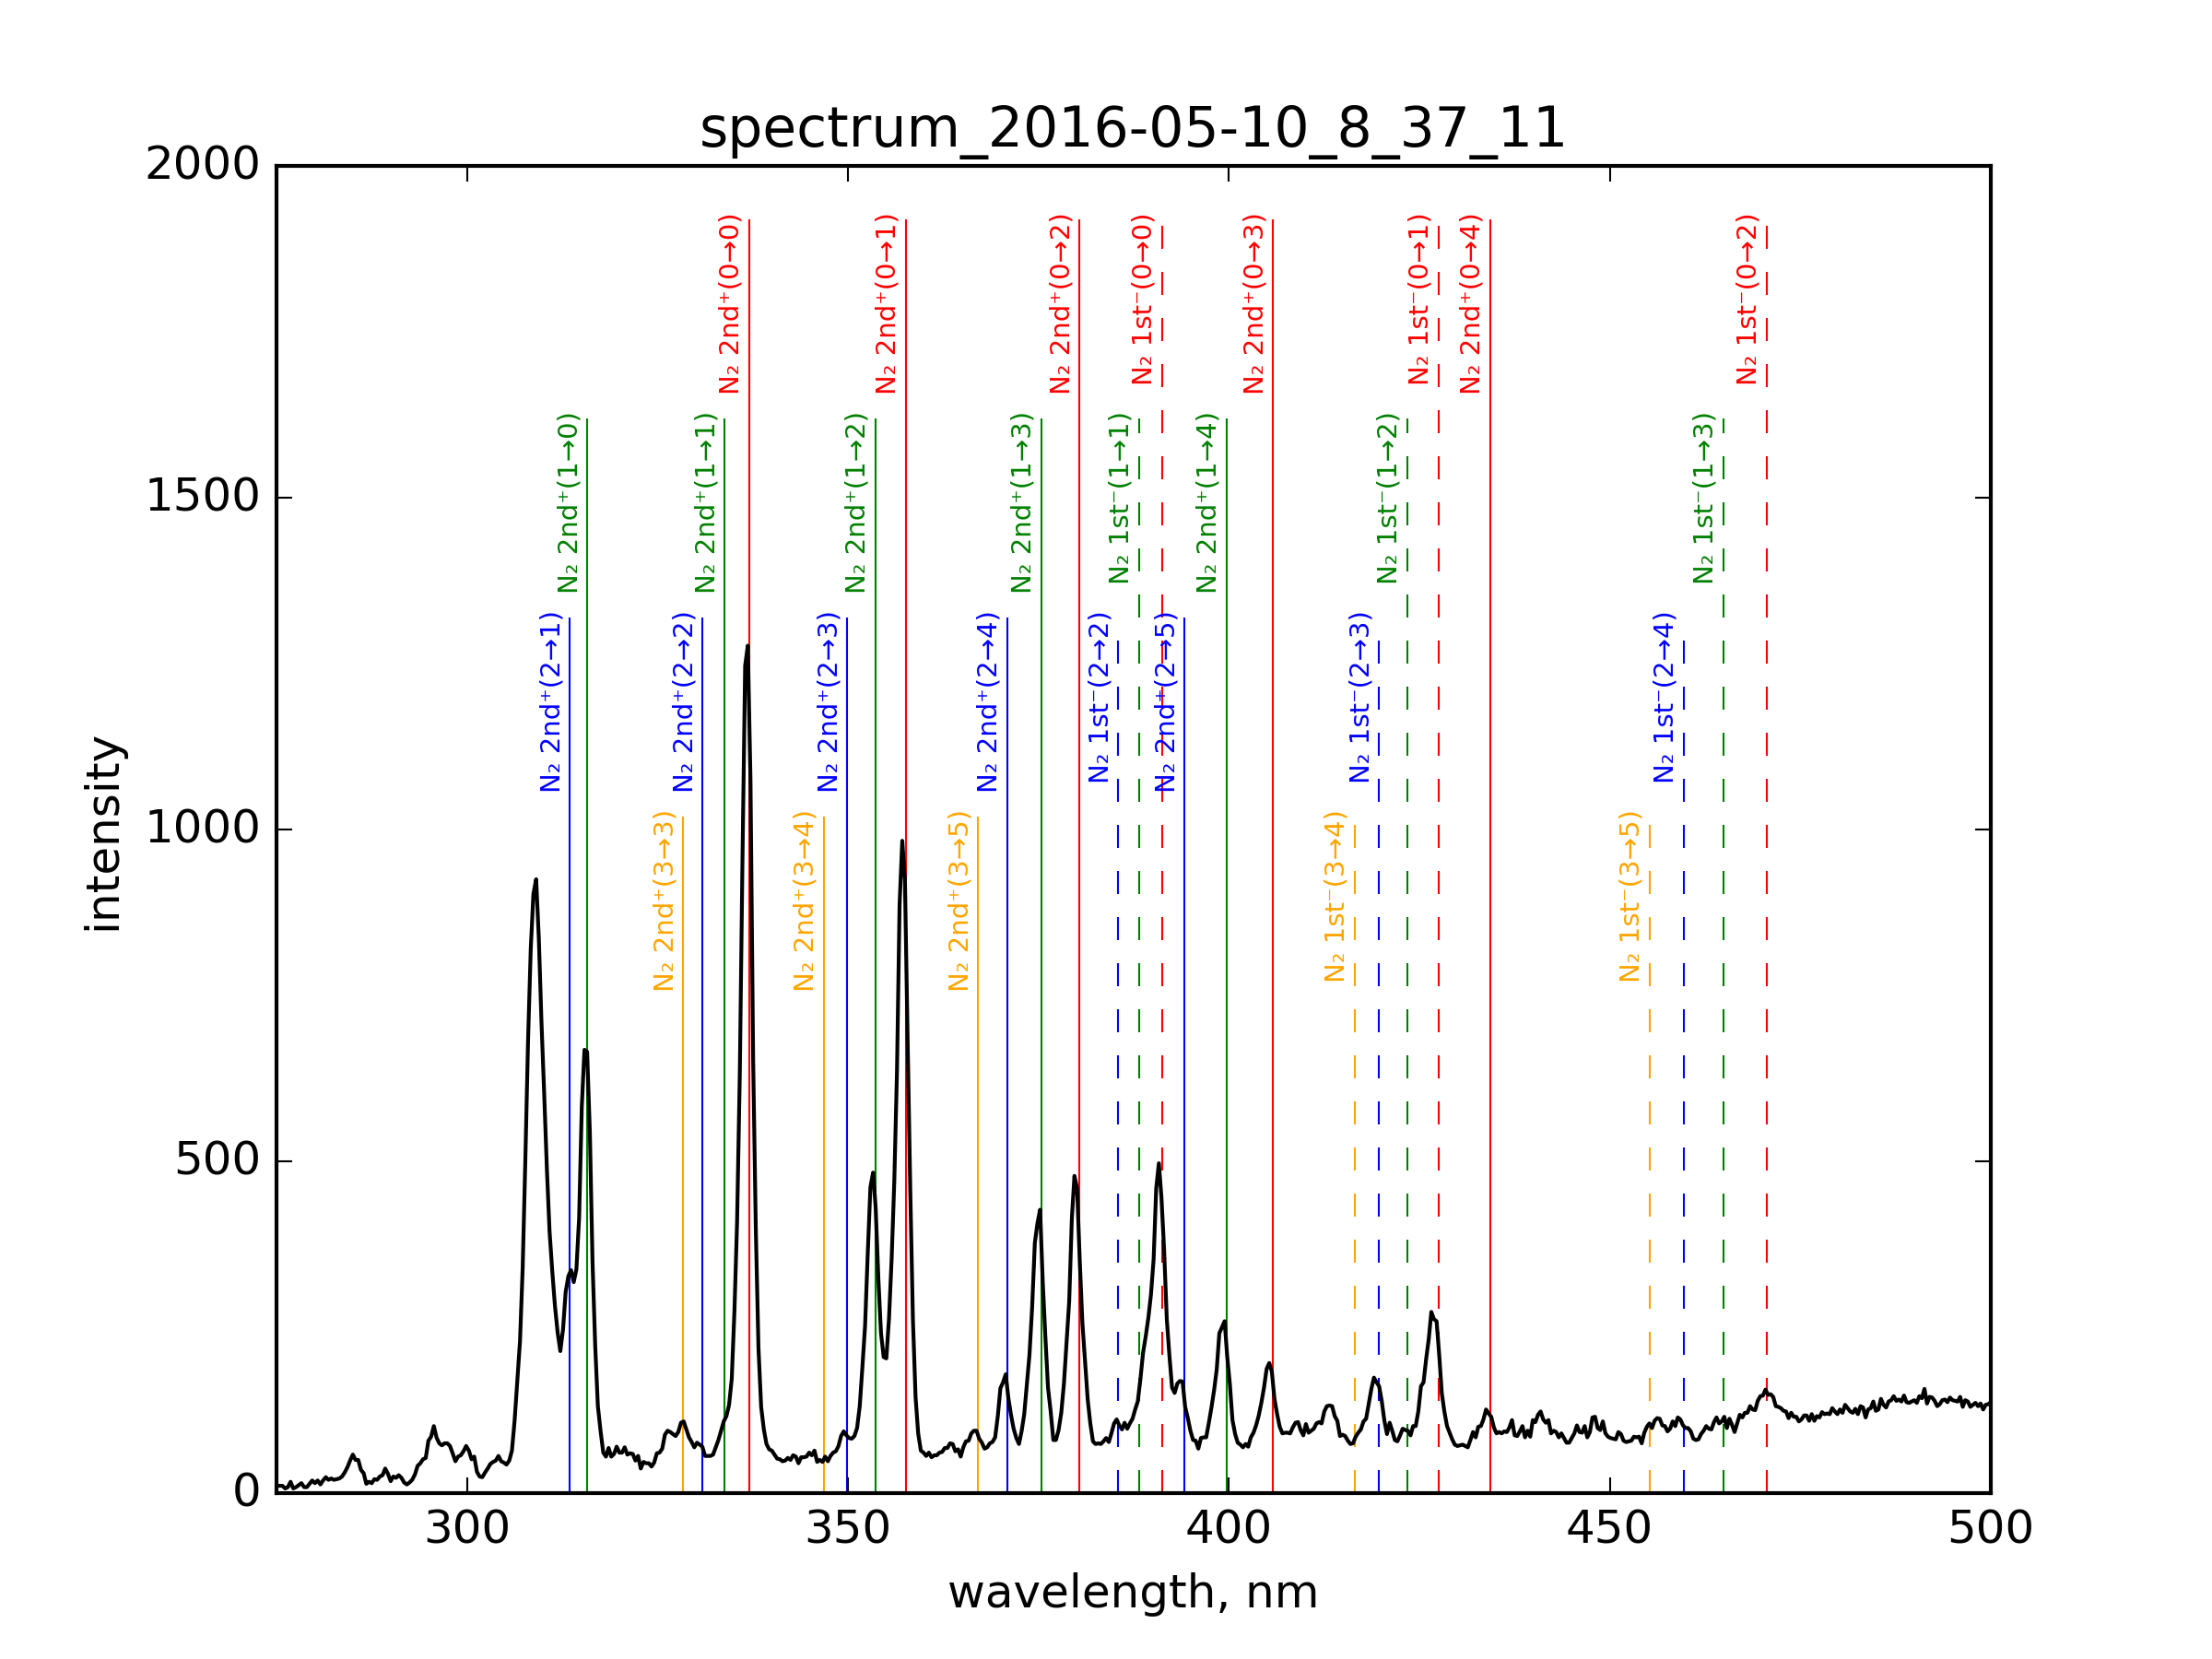 spectrum_2016-05-10_8_37_11
2000
1500
1000
500
0
intensity
N₂ 2nd⁺(0→0)
N₂ 2nd⁺(0→1)
N₂ 2nd⁺(0→2)
N₂ 1st⁻(0→0)
N₂ 2nd⁺(0→3)
N₂ 1st⁻(0→1)
N₂ 2nd⁺(0→4)
N₂ 1st⁻(0→2)
N₂ 2nd⁺(1→0)
N₂ 2nd⁺(1→1)
N₂ 2nd⁺(1→2)
N₂ 2nd⁺(1→3)
N₂ 1st⁻(1→1)
N₂ 2nd⁺(1→4)
N₂ 1st⁻(1→2)
N₂ 1st⁻(1→3)
N₂ 2nd⁺(2→1)
N₂ 2nd⁺(2→2)
N₂ 2nd⁺(2→3)
N₂ 2nd⁺(2→4)
N₂ 1st⁻(2→2)
N₂ 2nd⁺(2→5)
N₂ 1st⁻(2→3)
N₂ 1st⁻(2→4)
N₂ 2nd⁺(3→3)
N₂ 2nd⁺(3→4)
N₂ 2nd⁺(3→5)
N₂ 1st⁻(3→4)
N₂ 1st⁻(3→5)
300
350
400
450
500
wavelength, nm